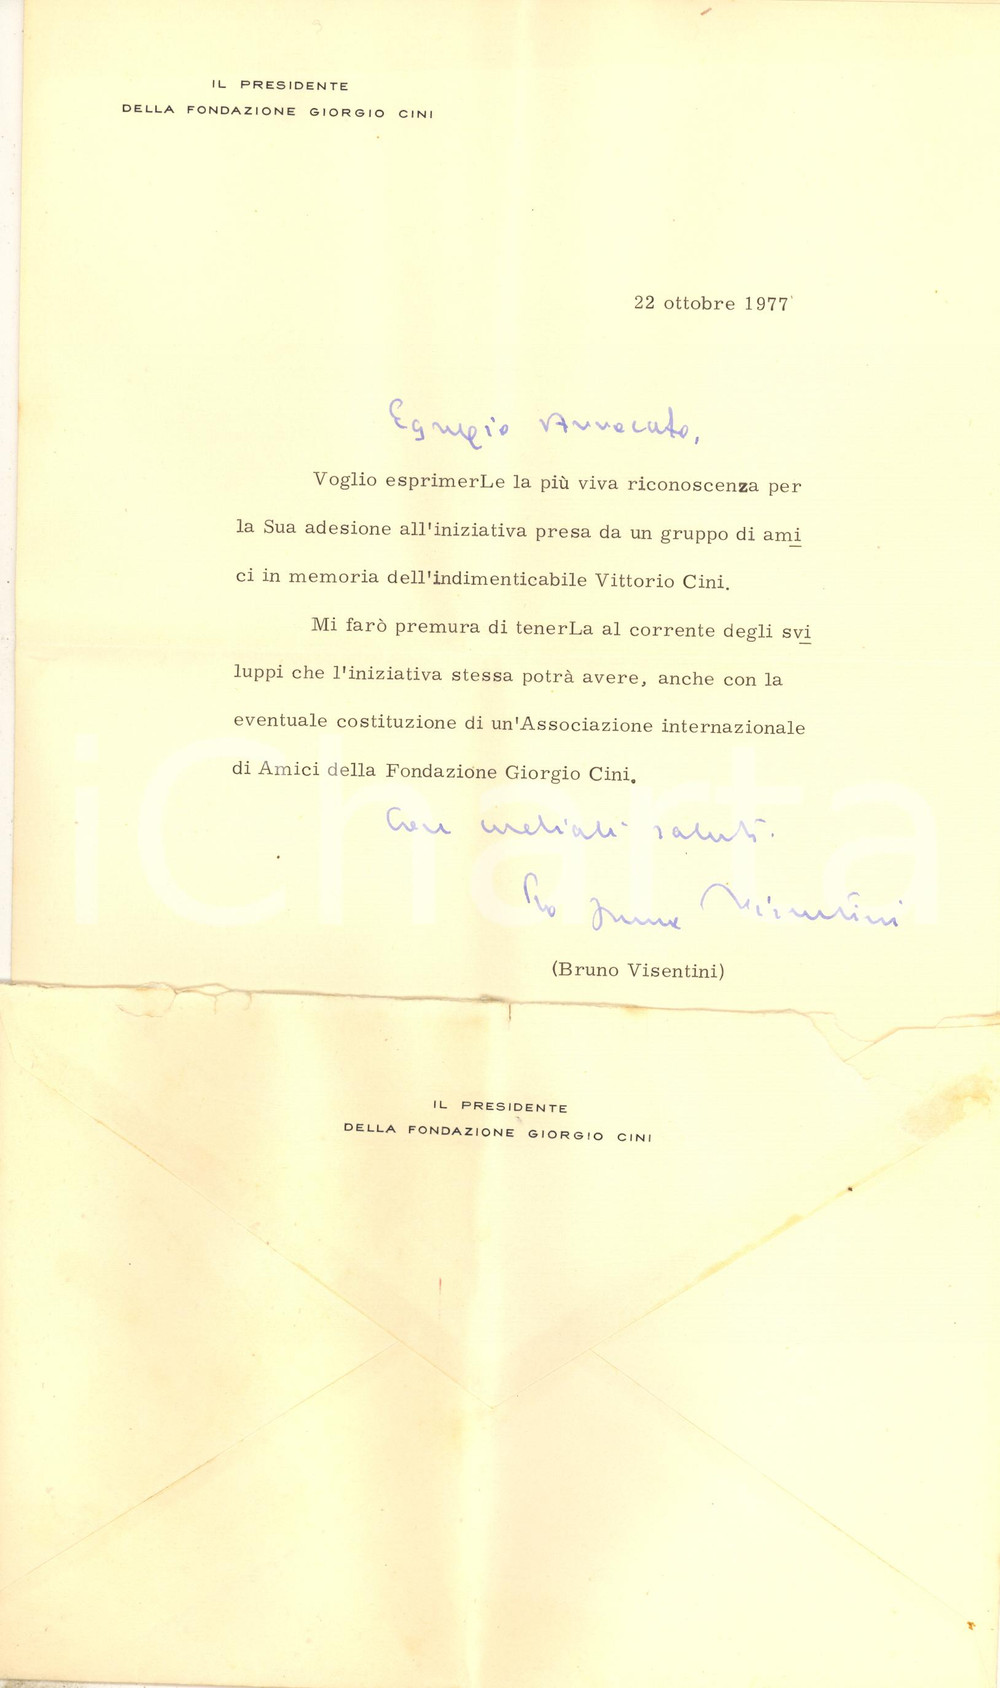 IL PRESIDENTE
DELLA FONDAZIONE GIORGIO CINI
22 ottobre 1977
Egregio Avvocato,
Voglio esprimerLe la più viva riconoscenza per
la Sua adesione all'iniziativa presa da un gruppo di ami
ci in memoria dell'indimenticabile Vittorio Cini.
Mi farò premura di tenerLa al corrente degli svi
luppi che l'iniziativa stessa potrà avere, anche con la
eventuale costituzione di un'Associazione internazionale
di Amici della Fondazione Giorgio Cini.
iCharta
Con cordiali saluti.
Bruno Visentini
(Bruno Visentini)
IL PRESIDENTE
DELLA FONDAZIONE GIORGIO CINI